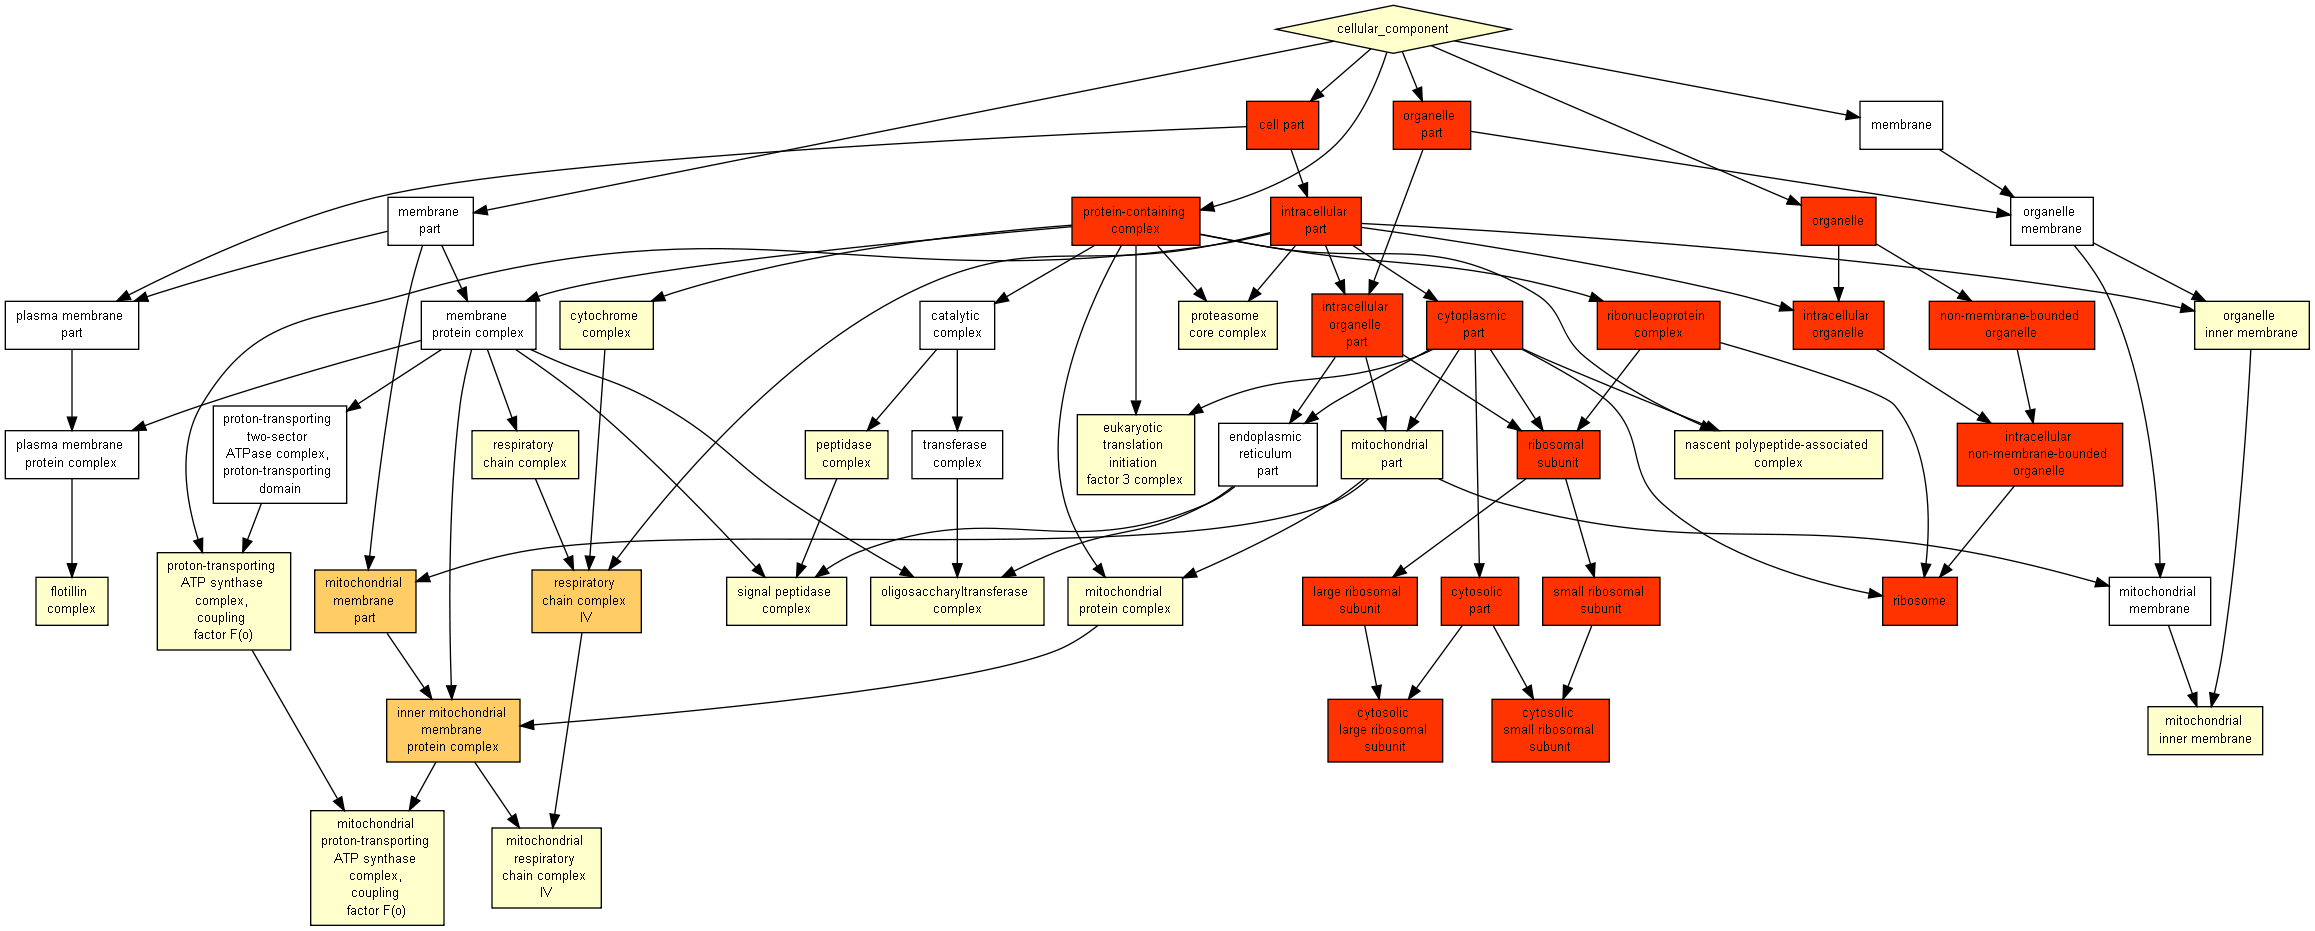 cellular_component
cell part
organelle
part
membrane
membrane
part
protein-containing
complex
intracellular
part
organelle
organelle
membrane
plasma membrane
part
membrane
protein complex
cytochrome
complex
catalytic
complex
proteasome
core complex
intracellular
organelle
part
cytoplasmic
part
ribonucleoprotein
complex
intracellular
organelle
non-membrane-bounded
organelle
organelle
inner membrane
plasma membrane
protein complex
proton-transporting
two-sector
ATPase complex,
proton-transporting
domain
respiratory
chain complex
peptidase
complex
transferase
complex
eukaryotic
translation
initiation
factor 3 complex
endoplasmic
reticulum
part
mitochondrial
part
ribosomal
subunit
nascent polypeptide-associated
complex
intracellular
non-membrane-bounded
organelle
flotillin
complex
proton-transporting
ATP synthase
complex,
coupling
factor F(o)
mitochondrial
membrane
part
respiratory
chain complex
IV
signal peptidase
complex
oligosaccharyltransferase
complex
mitochondrial
protein complex
large ribosomal
subunit
cytosolic
part
small ribosomal
subunit
ribosome
mitochondrial
membrane
inner mitochondrial
membrane
protein complex
cytosolic
large ribosomal
subunit
cytosolic
small ribosomal
subunit
mitochondrial
inner membrane
mitochondrial
proton-transporting
ATP synthase
complex,
coupling
factor F(o)
mitochondrial
respiratory
chain complex
IV